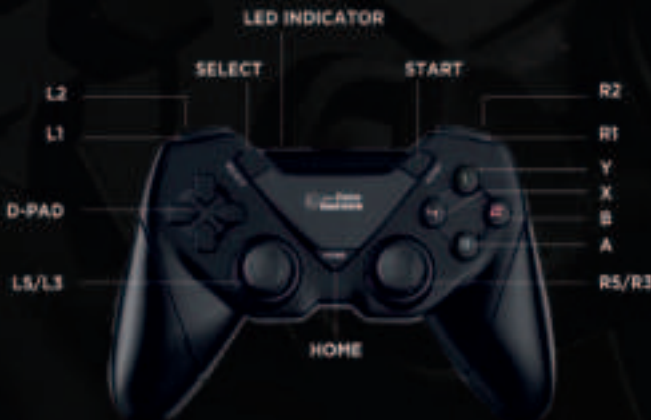 LED INDICATOR
SELECT
START
L2
R2
L1
R1
Y
X
D-PAD
B
A
LS/L3
RS/R3
HOME